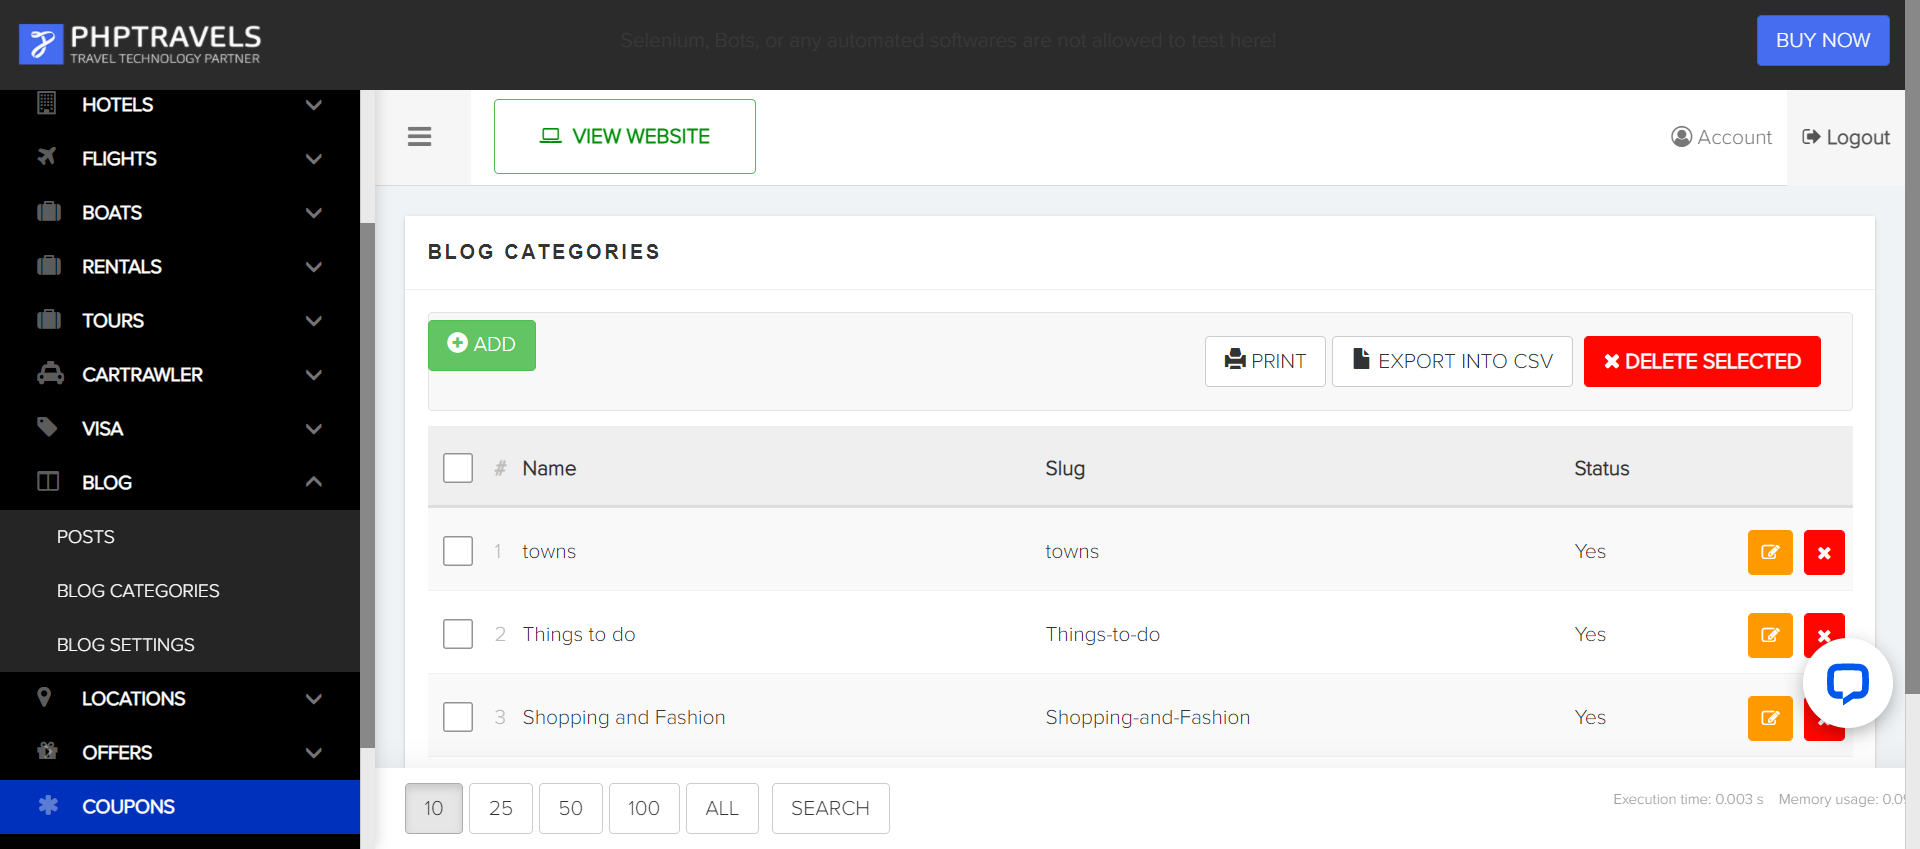 PHPTRAVELS
TRAVEL TECHNOLOGY PARTNER
Selenium, Bots, or any automated softwares are not allowed to test here!
BUY NOW
HOTELS
FLIGHTS
BOATS
RENTALS
TOURS
CARTRAWLER
VISA
BLOG
POSTS
BLOG CATEGORIES
BLOG SETTINGS
LOCATIONS
OFFERS
COUPONS
VIEW WEBSITE
Account
Logout
BLOG CATEGORIES
ADD
PRINT
EXPORT INTO CSV
DELETE SELECTED
# Name Slug Status
1 towns towns Yes
2 Things to do Things-to-do Yes
3 Shopping and Fashion Shopping-and-Fashion Yes
10 25 50 100 ALL SEARCH
Execution time: 0.003 s Memory usage: 0.0